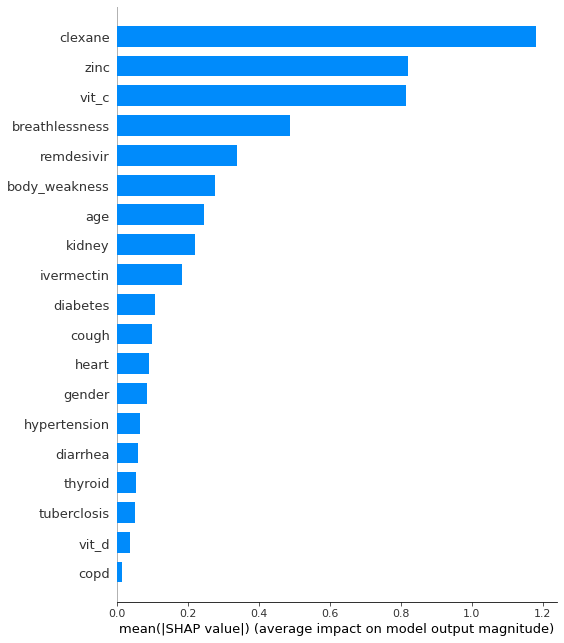 clexane
zinc
vit_c
breathlessness
remdesivir
body_weakness
age
kidney
ivermectin
diabetes
cough
heart
gender
hypertension
diarrhea
thyroid
tuberclosis
vit_d
copd
0.0 0.2 0.4 0.6 0.8 1.0 1.2
mean(|SHAP value|) (average impact on model output magnitude)